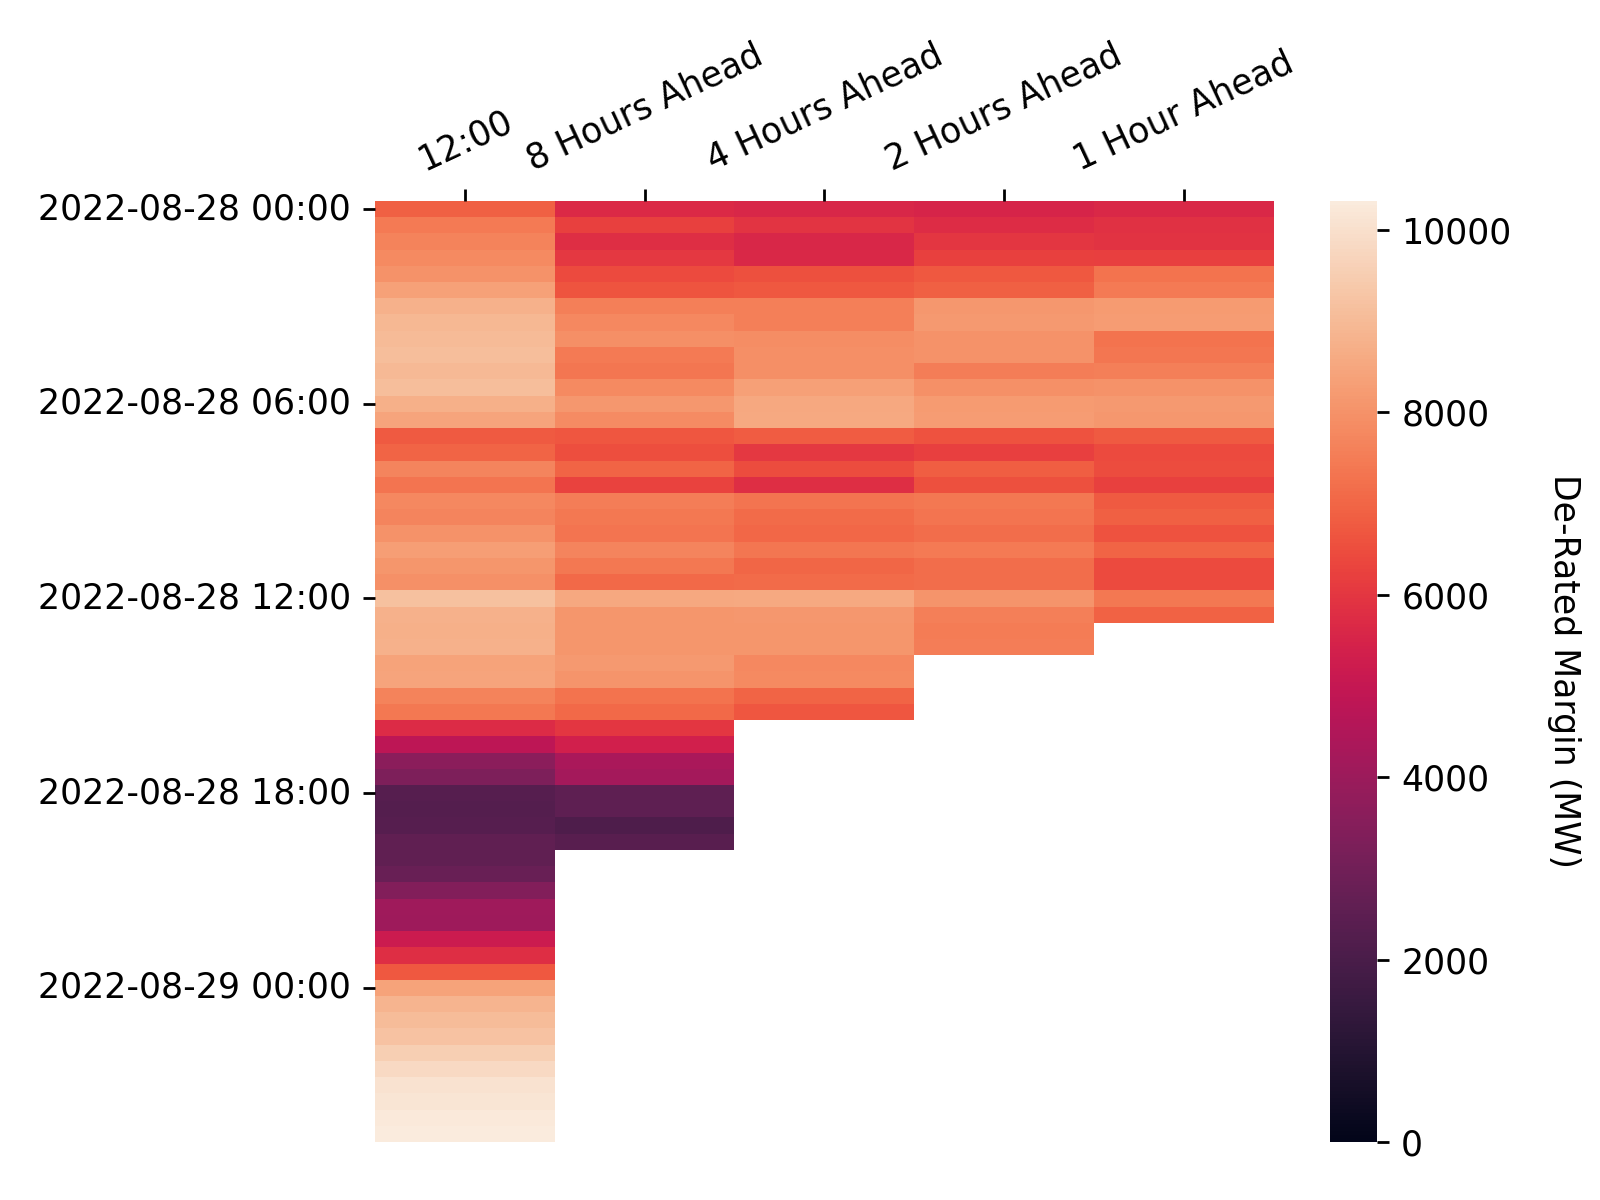 12:00
8 Hours Ahead
4 Hours Ahead
2 Hours Ahead
1 Hour Ahead
2022-08-28 00:00
2022-08-28 06:00
2022-08-28 12:00
2022-08-28 18:00
2022-08-29 00:00
10000
8000
6000
4000
2000
0
De-Rated Margin (MW)